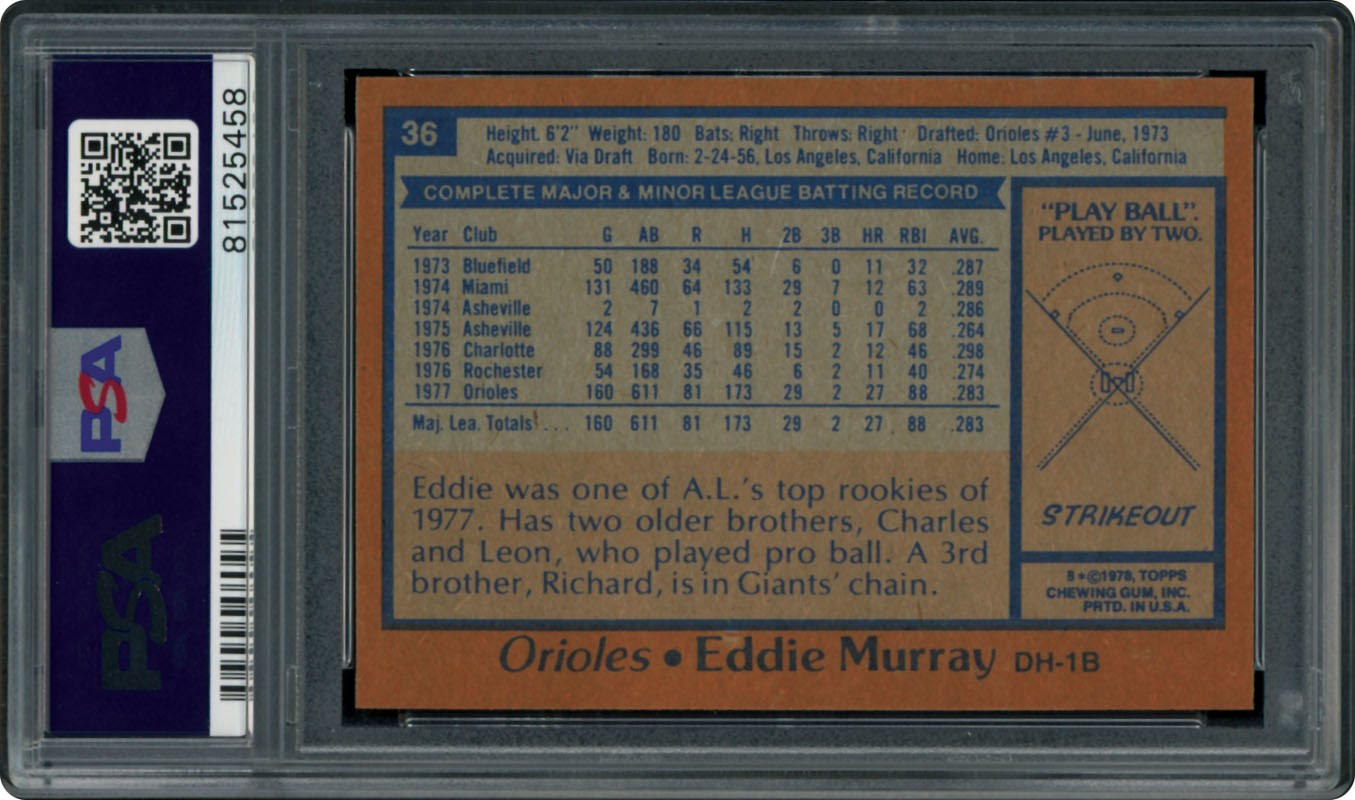 PSA
81525458
PSA
36
Height. 6'2" Weight: 180 Bats: Right Throws: Right Drafted: Orioles #3 - June, 1973
Acquired: Via Draft Born: 2-24-56, Los Angeles, California Home: Los Angeles, California
COMPLETE MAJOR & MINOR LEAGUE BATTING RECORD
Year Club G AB R H 2B 3B HR RBI AVG.
1973 Bluefield 50 188 34 54 6 0 11 32 .287
1974 Miami 131 460 64 133 29 7 12 63 .289
1974 Asheville 2 7 1 2 2 0 0 2 .286
1975 Asheville 124 436 66 115 13 5 17 68 .264
1976 Charlotte 88 299 46 89 15 2 12 46 .298
1976 Rochester 54 168 35 46 6 2 11 40 .274
1977 Orioles 160 611 81 173 29 2 27 88 .283
Maj. Lea. Totals ... 160 611 81 173 29 2 27 88 .283
Eddie was one of A.L.'s top rookies of
1977. Has two older brothers, Charles
and Leon, who played pro ball. A 3rd
brother, Richard, is in Giants' chain.
"PLAY BALL".
PLAYED BY TWO.
STRIKEOUT
B*©1978, TOPPS
CHEWING GUM, INC.
PRTD. IN U.S.A.
Orioles • Eddie Murray DH-1B